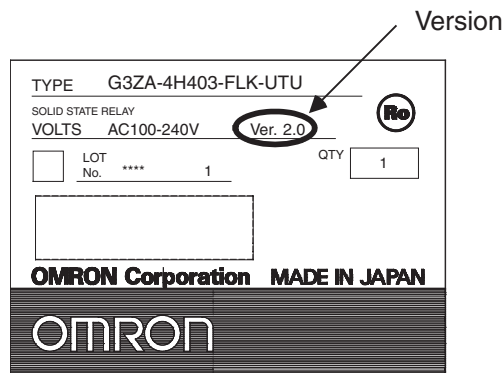 Version
TYPE G3ZA-4H403-FLK-UTU
SOLID STATE RELAY
VOLTS AC100-240V Ver. 2.0
Ro
LOT
No. **** 1
QTY 1
OMRON Corporation MADE IN JAPAN
OMRON